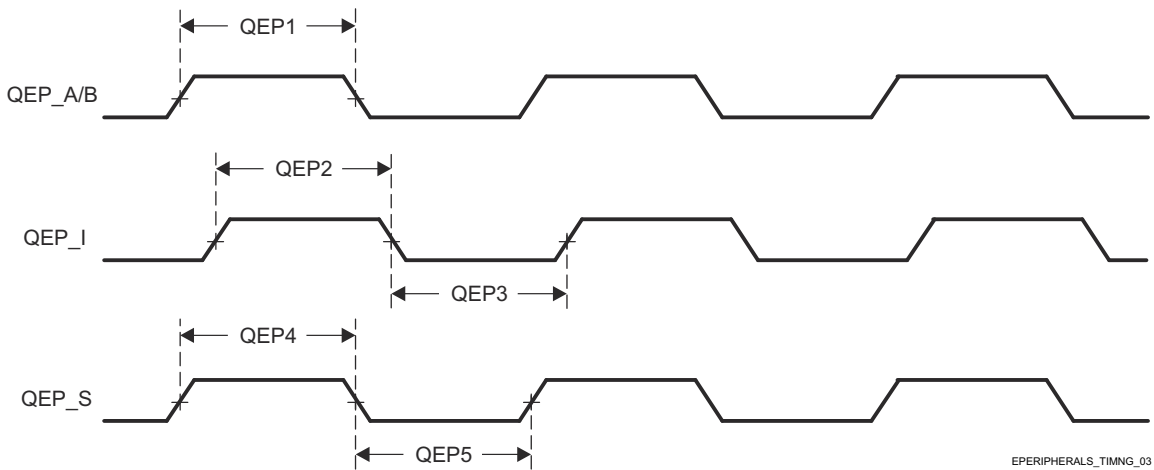 QEP1
QEP_A/B
QEP2
QEP_I
QEP3
QEP4
QEP_S
QEP5
EPERIPHERALS_TIMNG_03